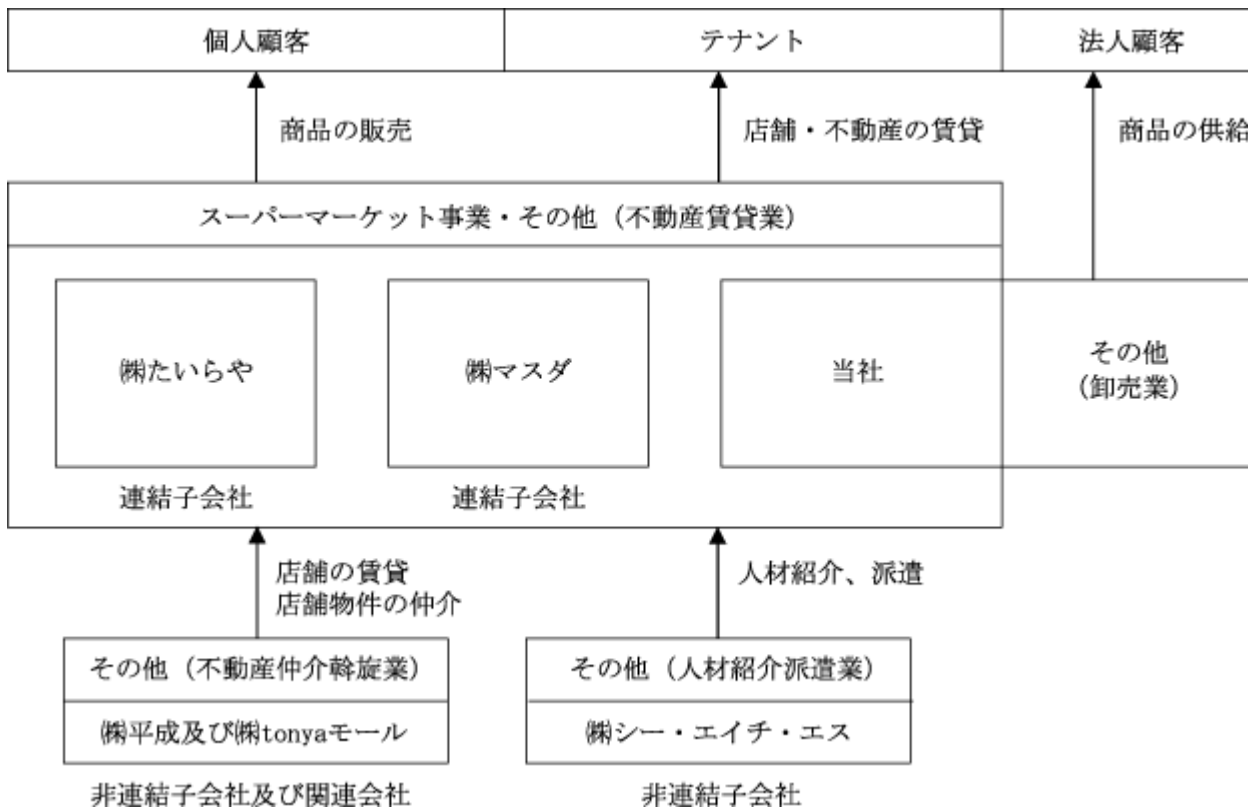 個人顧客
テナント
法人顧客
商品の販売
店舗・不動産の賃貸
商品の供給
スーパーマーケット事業・その他（不動産賃貸業）
㈱たいらや
㈱マスダ
当社
その他
（卸売業）
連結子会社
連結子会社
店舗の賃貸
店舗物件の仲介
人材紹介、派遣
その他（不動産仲介斡旋業）
その他（人材紹介派遣業）
㈱平成及び㈱tonyaモール
㈱シー・エイチ・エス
非連結子会社及び関連会社
非連結子会社